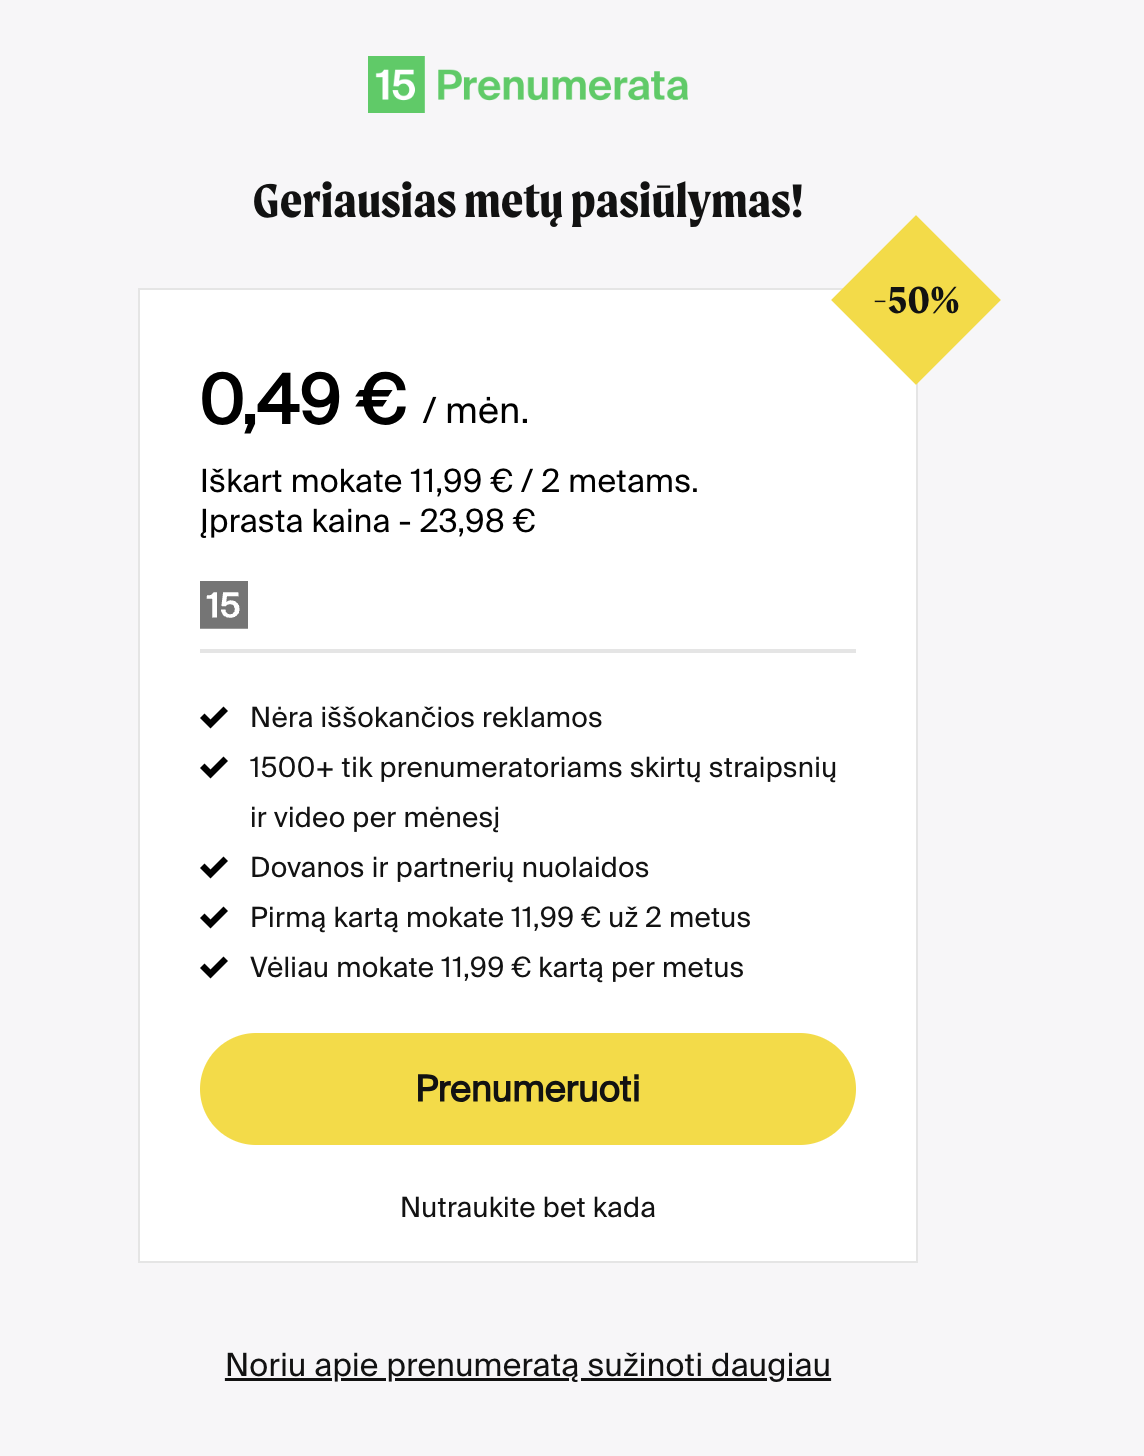 15 Prenumerata
Geriausias metų pasiūlymas!
-50%
0,49 € / mėn.
Iškart mokate 11,99 € / 2 metams.
Įprasta kaina - 23,98 €
15
Nėra iššokančios reklamos
1500+ tik prenumeratoriams skirtų straipsnių
ir video per mėnesį
Dovanos ir partnerių nuolaidos
Pirmą kartą mokate 11,99 € už 2 metus
Vėliau mokate 11,99 € kartą per metus
Prenumeruoti
Nutraukite bet kada
Noriu apie prenumeratą sužinoti daugiau